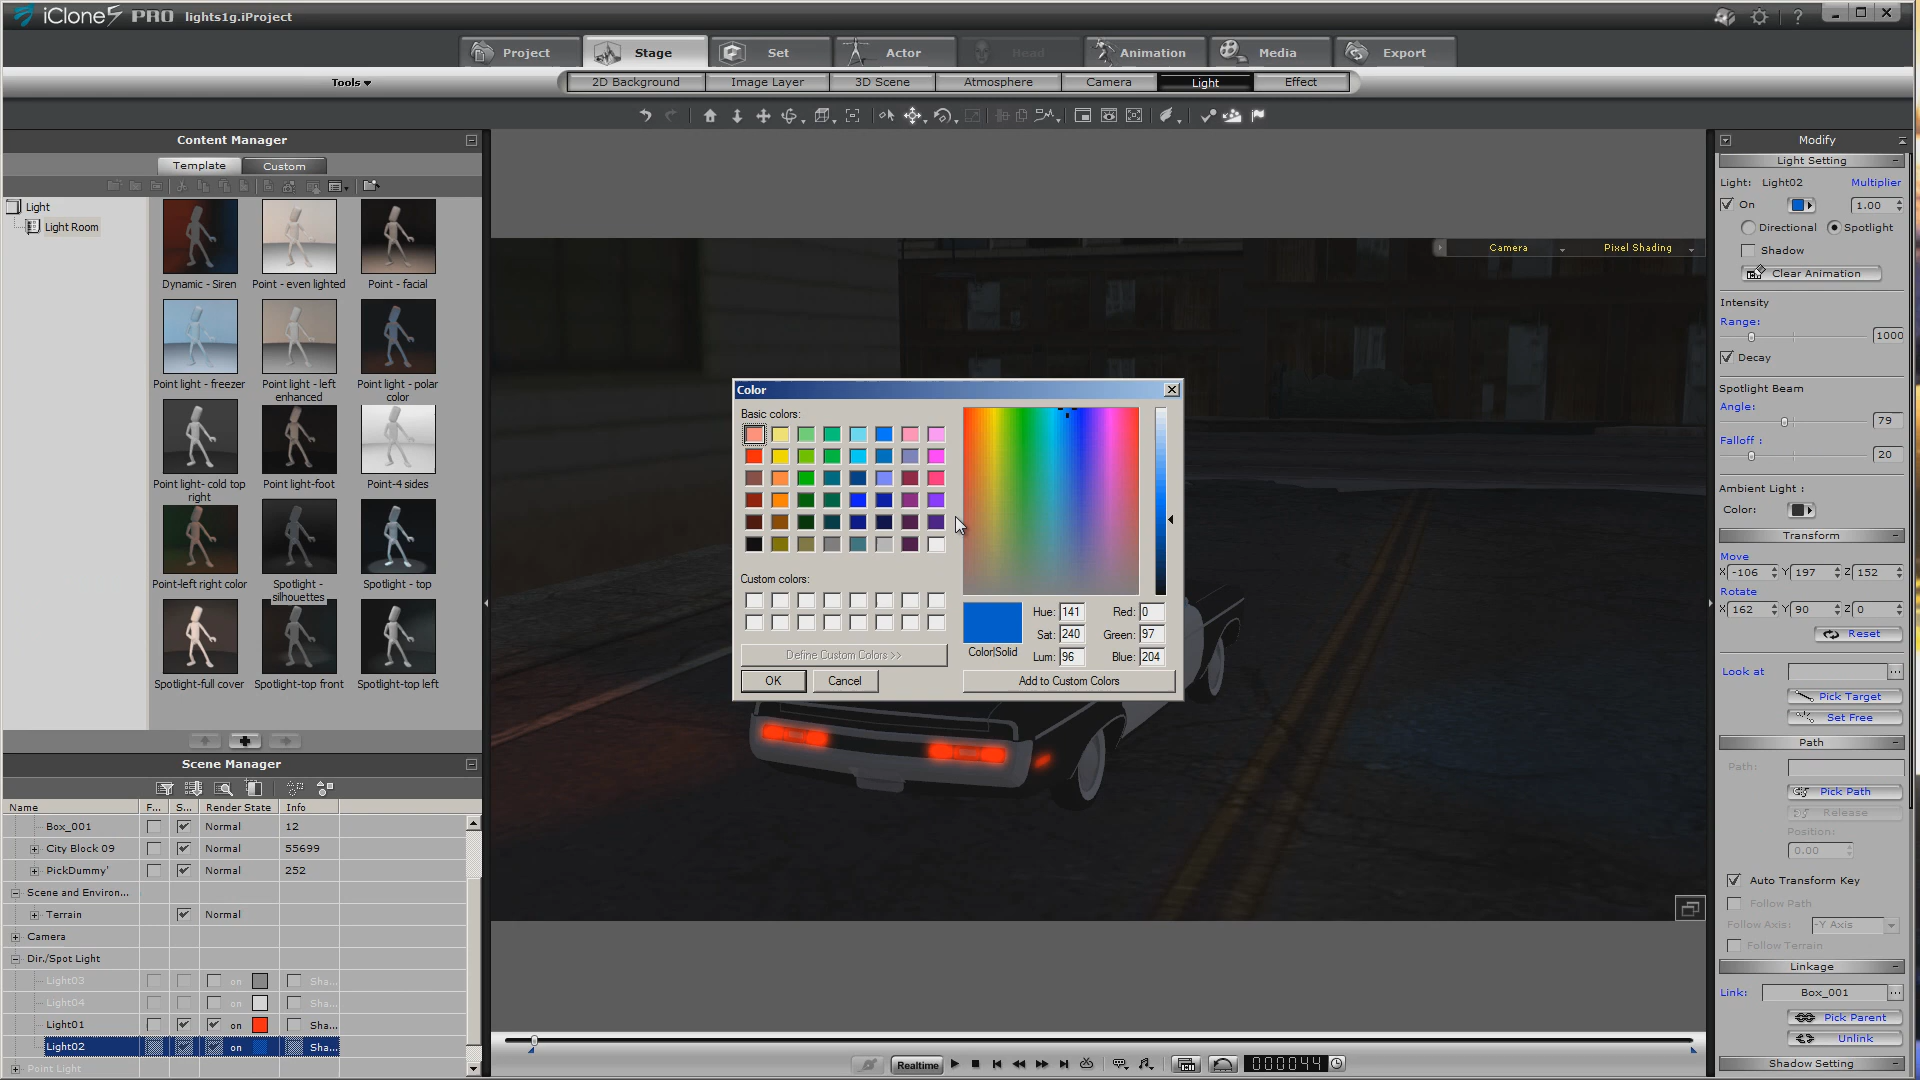 iClone5 PRO lights1g.iProject
Project Stage Set Actor Head Animation Media Export
Tools 2D Background Image Layer 3D Scene Atmosphere Camera Light Effect
Content Manager
Template Custom
Light
Light Room
Dynamic - Siren
Point - even lighted
Point - facial
Point light - freezer
Point light - left enhanced
Point light - polar color
Point light- cold top right
Point light-foot
Point-4 sides
Point-left right color
Spotlight - silhouettes
Spotlight - top
Spotlight-full cover
Spotlight-top front
Spotlight-top left
Scene Manager
Name F... S... Render State Info
Box_001 Normal 12
City Block 09 Normal 55699
PickDummy' Normal 252
Scene and Environ...
Terrain Normal
Camera
Dir./Spot Light
Light03 on Sha...
Light04 on Sha...
Light01 on Sha...
Light02 on Sha...
Point Light
Camera Pixel Shading
Color
Basic colors:
Custom colors:
Define Custom Colors >>
OK Cancel
Color|Solid
Hue: 141 Red: 0
Sat: 240 Green: 97
Lum: 96 Blue: 204
Add to Custom Colors
Realtime 000044
Modify
Light Setting
Light: Light02 Multiplier
On 1.00
Directional Spotlight
Shadow
Clear Animation
Intensity
Range: 1000
Decay
Spotlight Beam
Angle: 79
Falloff : 20
Ambient Light :
Color:
Transform
Move
X -106 Y 197 Z 152
Rotate
X 162 Y 90 Z 0
Reset
Look at
Pick Target
Set Free
Path
Path:
Pick Path
Release
Position:
0.00
Auto Transform Key
Follow Path
Follow Axis: -Y Axis
Follow Terrain
Linkage
Link: Box_001
Pick Parent
Unlink
Shadow Setting